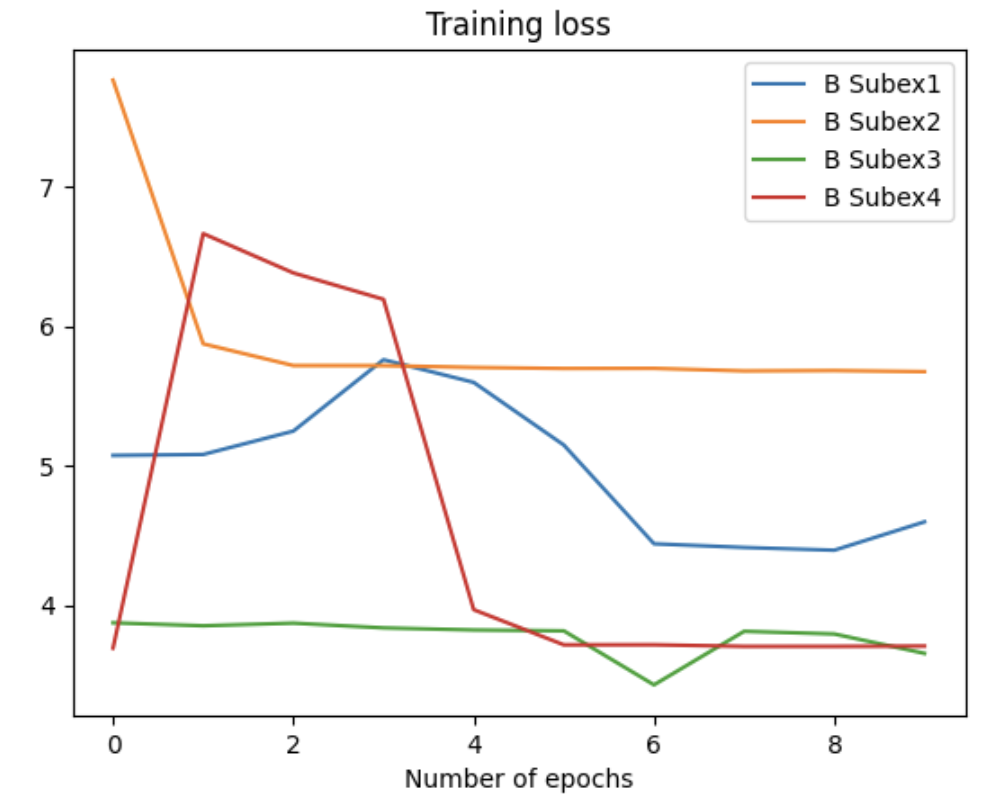 Training loss
B Subex1
B Subex2
B Subex3
B Subex4
7
6
5
4
0 2 4 6 8
Number of epochs